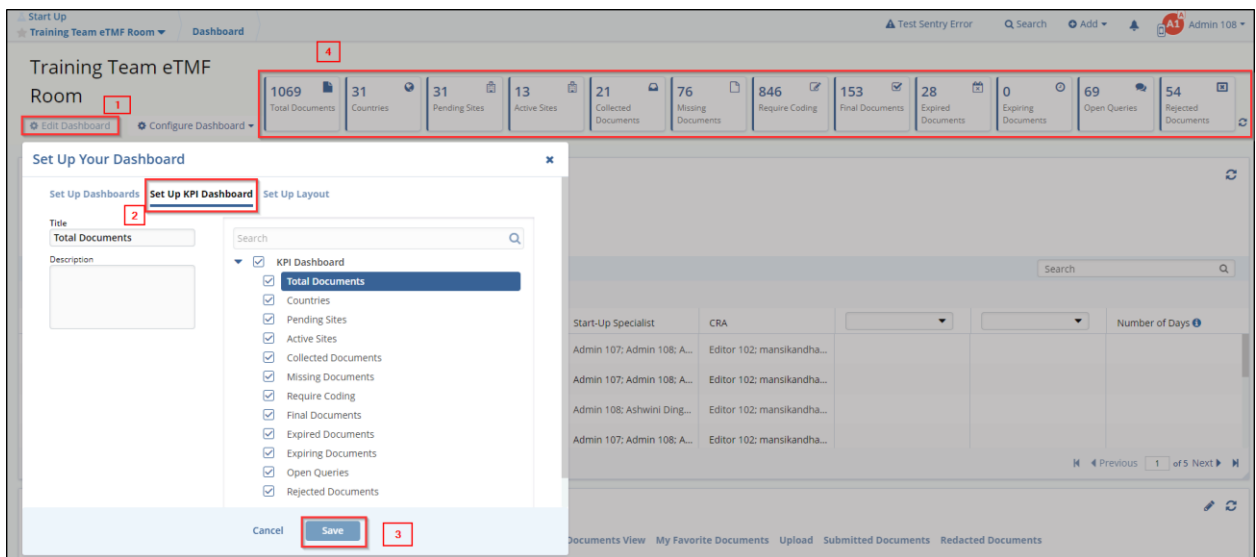 Start Up
Training Team eTMF Room
Dashboard
Test Sentry Error
Search
Add
A1
A
Admin 108
Training Team eTMF
Room
1
Edit Dashboard
Configure Dashboard
4
1069
Total Documents
31
Countries
31
Pending Sites
13
Active Sites
21
Collected
Documents
76
Missing
Documents
846
Require Coding
153
Final Documents
28
Expired
Documents
0
Expiring
Documents
69
Open Queries
54
Rejected
Documents
Set Up Your Dashboard
Set Up Dashboards
Set Up KPI Dashboard
Set Up Layout
2
Title
Total Documents
Description
Search
KPI Dashboard
Total Documents
Countries
Pending Sites
Active Sites
Collected Documents
Missing Documents
Require Coding
Final Documents
Expired Documents
Expiring Documents
Open Queries
Rejected Documents
Cancel
Save
3
Search
Start-Up Specialist
CRA
Number of Days
Admin 107; Admin 108; A...
Editor 102; mansikandha...
Admin 107; Admin 108; A...
Editor 102; mansikandha...
Admin 108; Ashwini Ding...
Editor 102; mansikandha...
Admin 107; Admin 108; A...
Editor 102; mansikandha...
Previous 1 of 5 Next
Documents View My Favorite Documents Upload Submitted Documents Redacted Documents